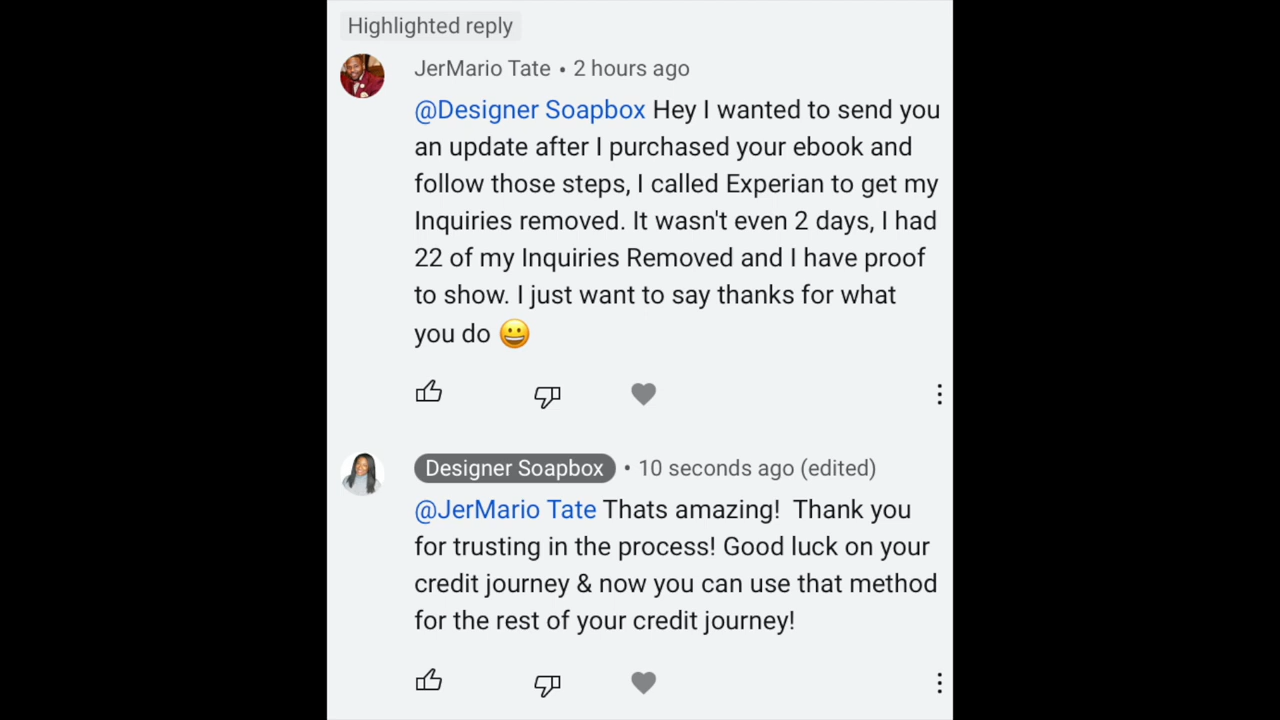 Highlighted reply
JerMario Tate • 2 hours ago
@Designer Soapbox Hey I wanted to send you
an update after I purchased your ebook and
follow those steps, I called Experian to get my
Inquiries removed. It wasn't even 2 days, I had
22 of my Inquiries Removed and I have proof
to show. I just want to say thanks for what
you do 😀
Designer Soapbox • 10 seconds ago (edited)
@JerMario Tate Thats amazing!  Thank you
for trusting in the process! Good luck on your
credit journey & now you can use that method
for the rest of your credit journey!